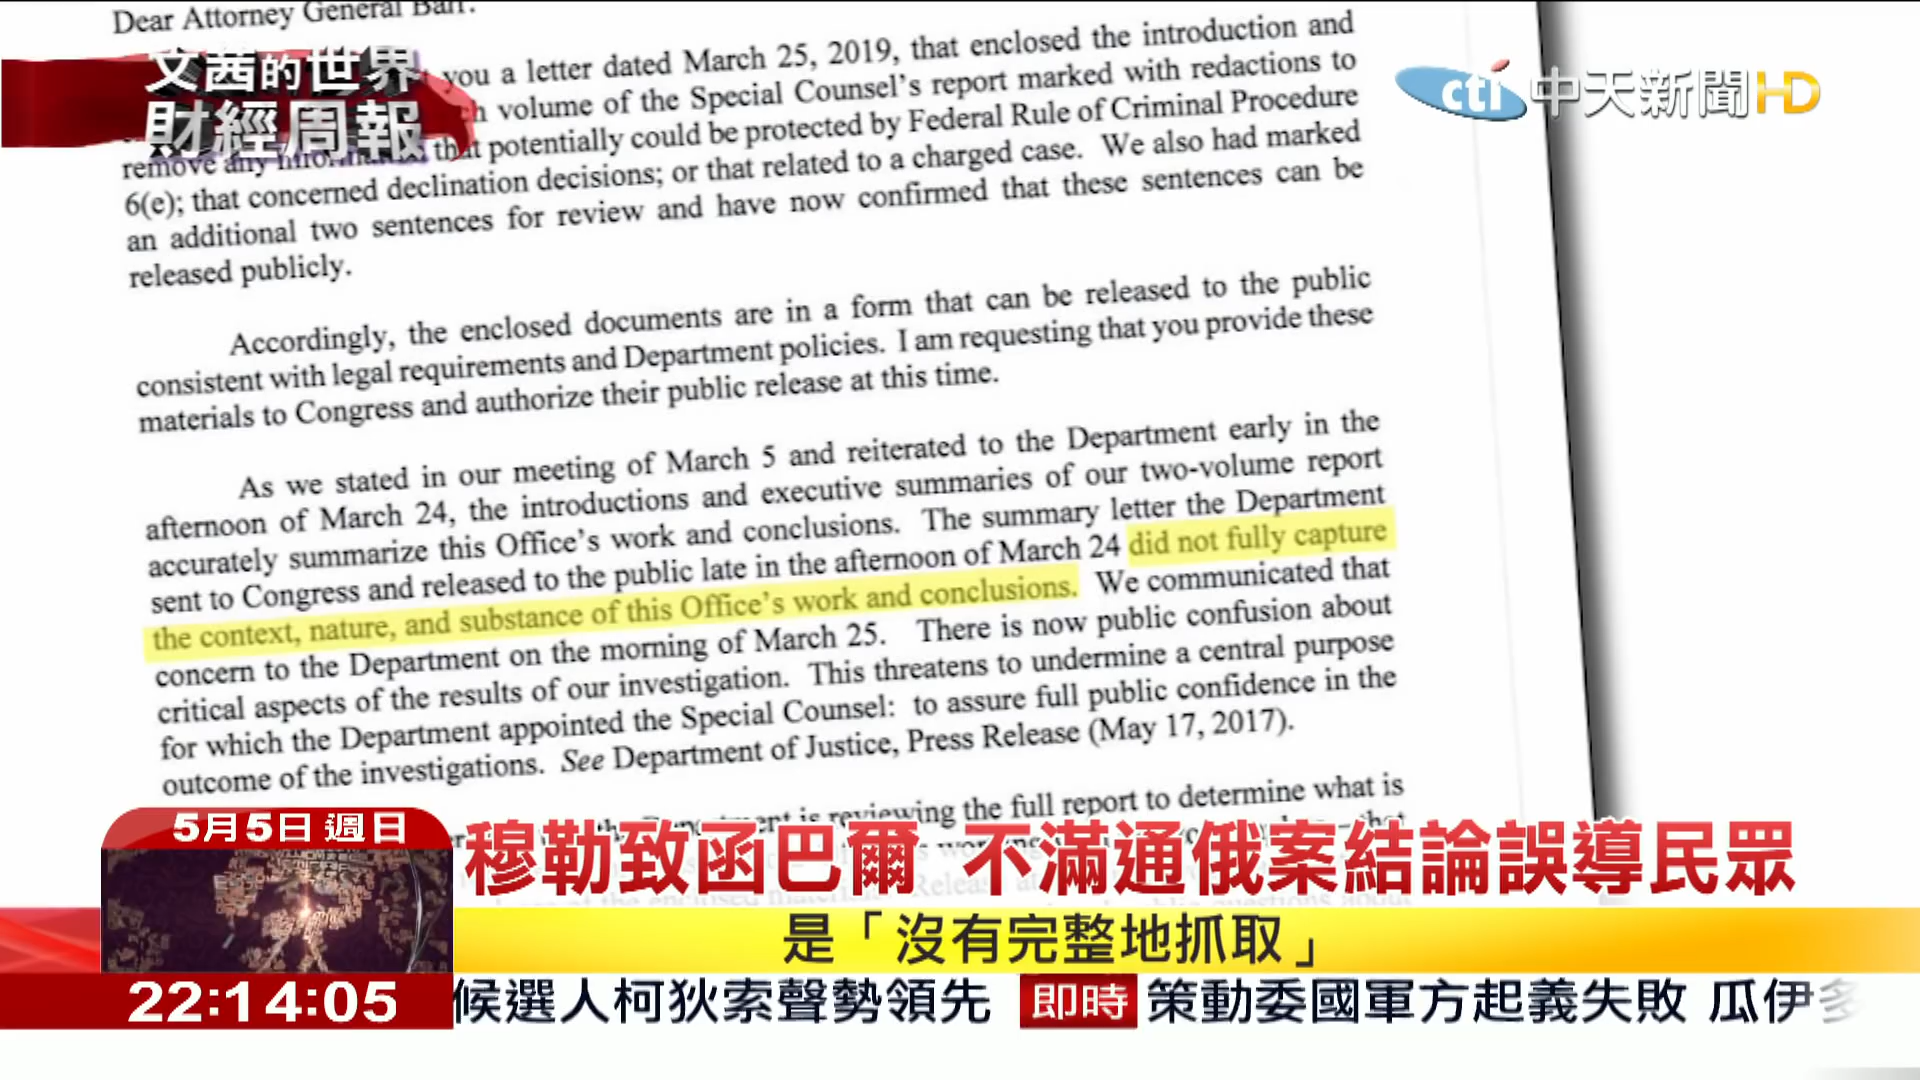 Dear Attorney General Barr:
you a letter dated March 25, 2019, that enclosed the introduction and
volume of the Special Counsel's report marked with redactions to
remove any that potentially could be protected by Federal Rule of Criminal Procedure
6(e); that concerned declination decisions; or that related to a charged case. We also had marked
an additional two sentences for review and have now confirmed that these sentences can be
released publicly.
Accordingly, the enclosed documents are in a form that can be released to the public
consistent with legal requirements and Department policies. I am requesting that you provide these
materials to Congress and authorize their public release at this time.
As we stated in our meeting of March 5 and reiterated to the Department early in the
afternoon of March 24, the introductions and executive summaries of our two-volume report
accurately summarize this Office's work and conclusions. The summary letter the Department
sent to Congress and released to the public late in the afternoon of March 24 did not fully capture
the context, nature, and substance of this Office's work and conclusions. We communicated that
concern to the Department on the morning of March 25. There is now public confusion about
critical aspects of the results of our investigation. This threatens to undermine a central purpose
for which the Department appointed the Special Counsel: to assure full public confidence in the
outcome of the investigations. See Department of Justice, Press Release (May 17, 2017).
is reviewing the full report to determine what is
文茜的世界
財經周報
cti 中天新聞HD
5月5日 週日
穆勒致函巴爾 不滿通俄案結論誤導民眾
是「沒有完整地抓取」
22:14:05
候選人柯狄索聲勢領先 即時 策動委國軍方起義失敗 瓜伊多